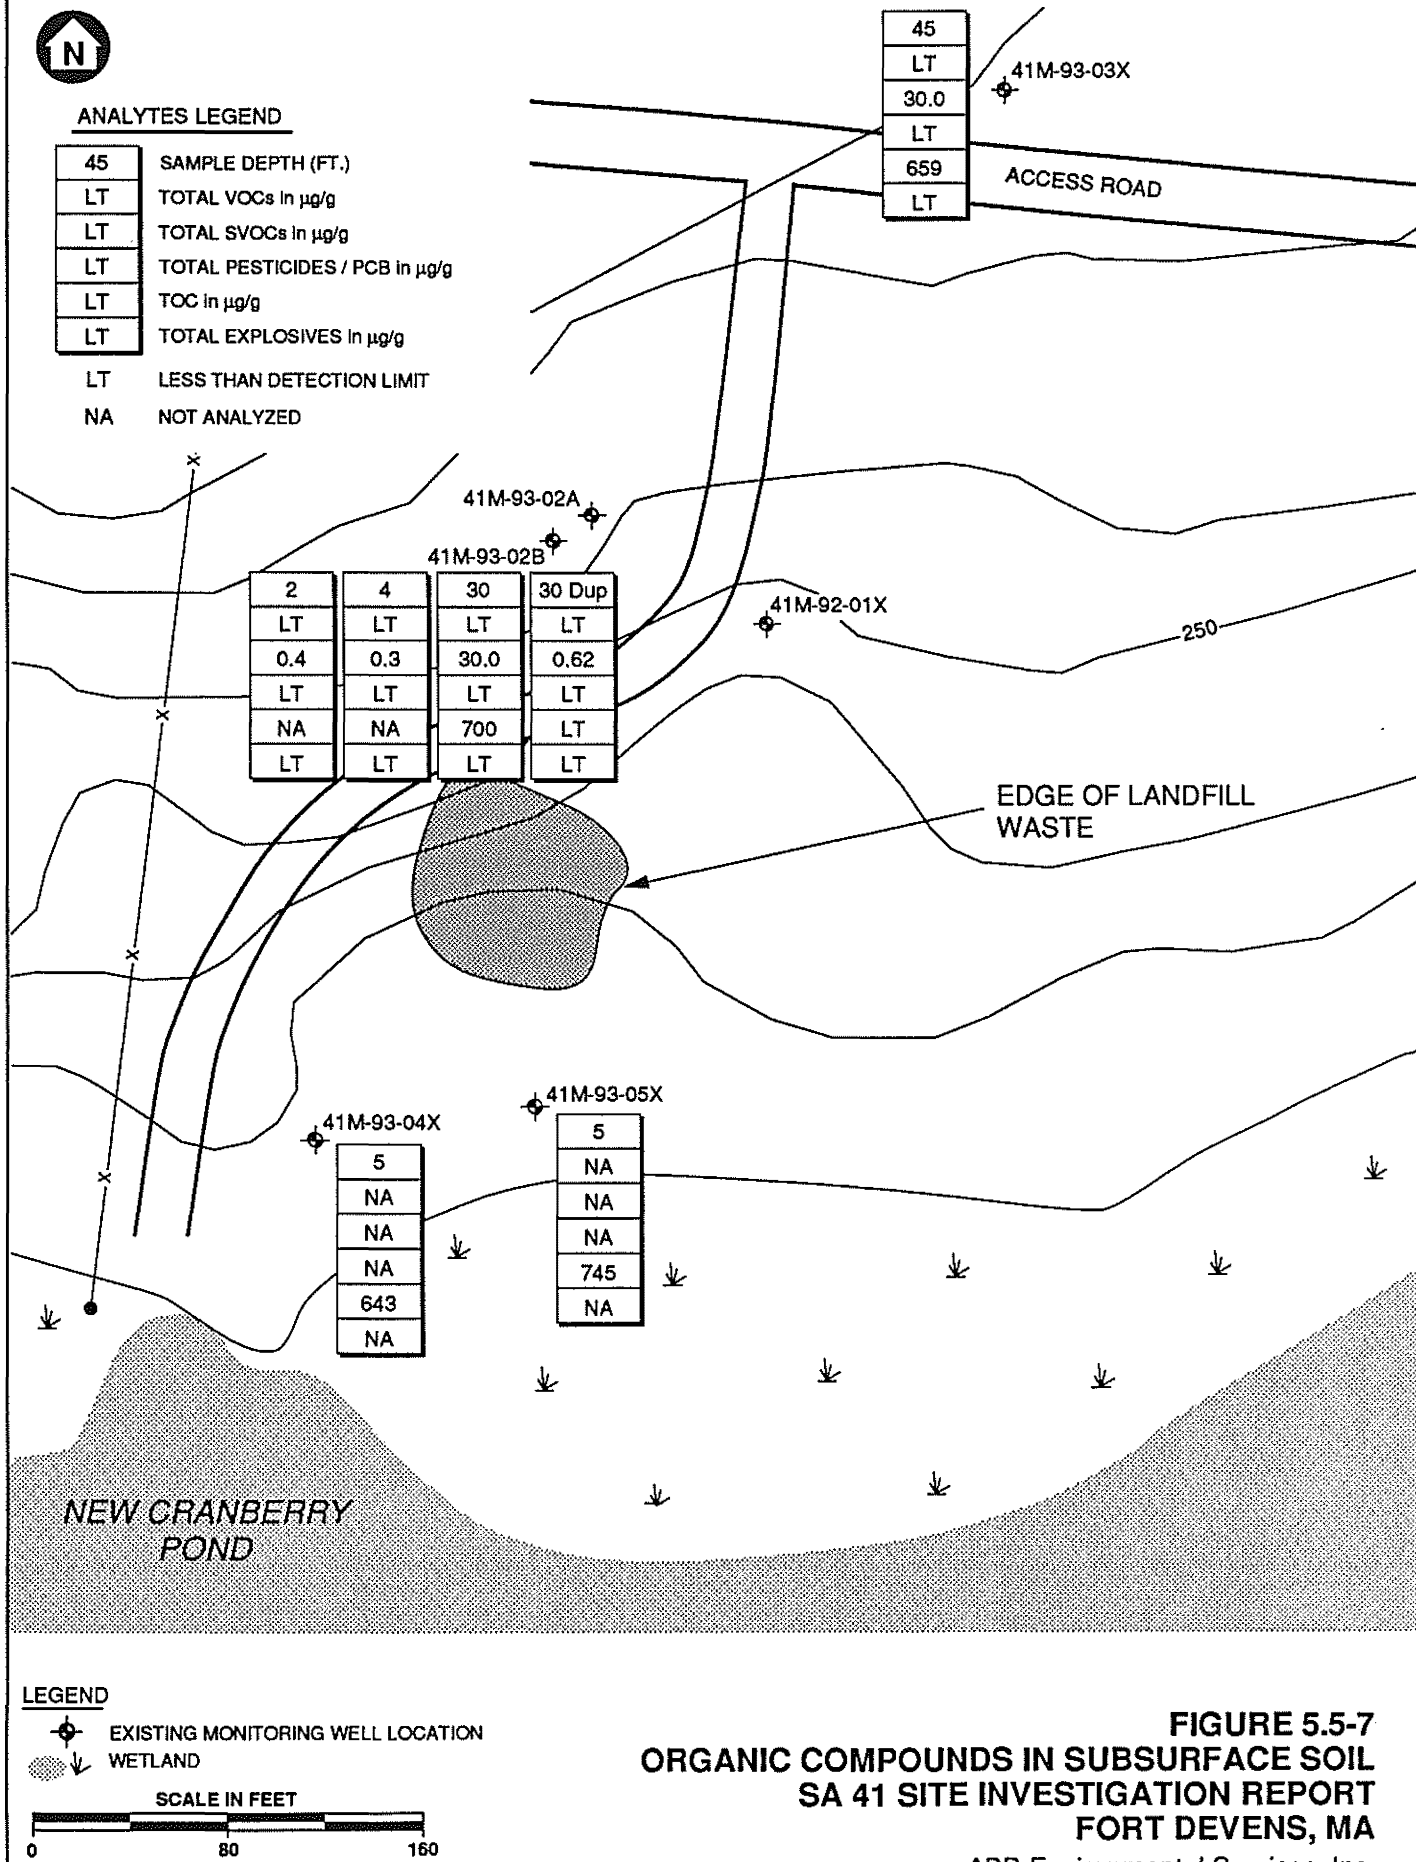 N
ANALYTES LEGEND
45 SAMPLE DEPTH (FT.)
LT TOTAL VOCs in µg/g
LT TOTAL SVOCs in µg/g
LT TOTAL PESTICIDES / PCB in µg/g
LT TOC in µg/g
LT TOTAL EXPLOSIVES in µg/g
LT LESS THAN DETECTION LIMIT
NA NOT ANALYZED
45
LT
30.0
LT
659
LT
41M-93-03X
ACCESS ROAD
x
41M-93-02A
41M-93-02B
2 4 30 30 Dup
LT LT LT LT
0.4 0.3 30.0 0.62
LT LT LT LT
NA NA 700 LT
LT LT LT LT
41M-92-01X
250
x
EDGE OF LANDFILL
WASTE
x
41M-93-05X
5
NA
NA
NA
745
NA
41M-93-04X
5
NA
NA
NA
643
NA
x
NEW CRANBERRY
POND
LEGEND
EXISTING MONITORING WELL LOCATION
WETLAND
SCALE IN FEET
0 80 160
FIGURE 5.5-7
ORGANIC COMPOUNDS IN SUBSURFACE SOIL
SA 41 SITE INVESTIGATION REPORT
FORT DEVENS, MA